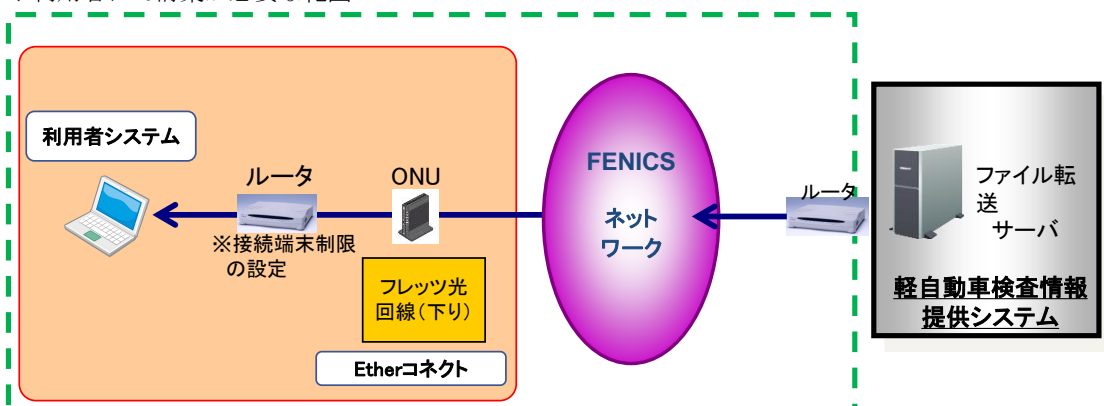 利用者システム
ルータ
ONU
※接続端末制限
の設定
フレッツ光
回線(下り)
Etherコネクト
FENICS
ネット
ワーク
ルータ
ファイル転
送
サーバ
軽自動車検査情報
提供システム